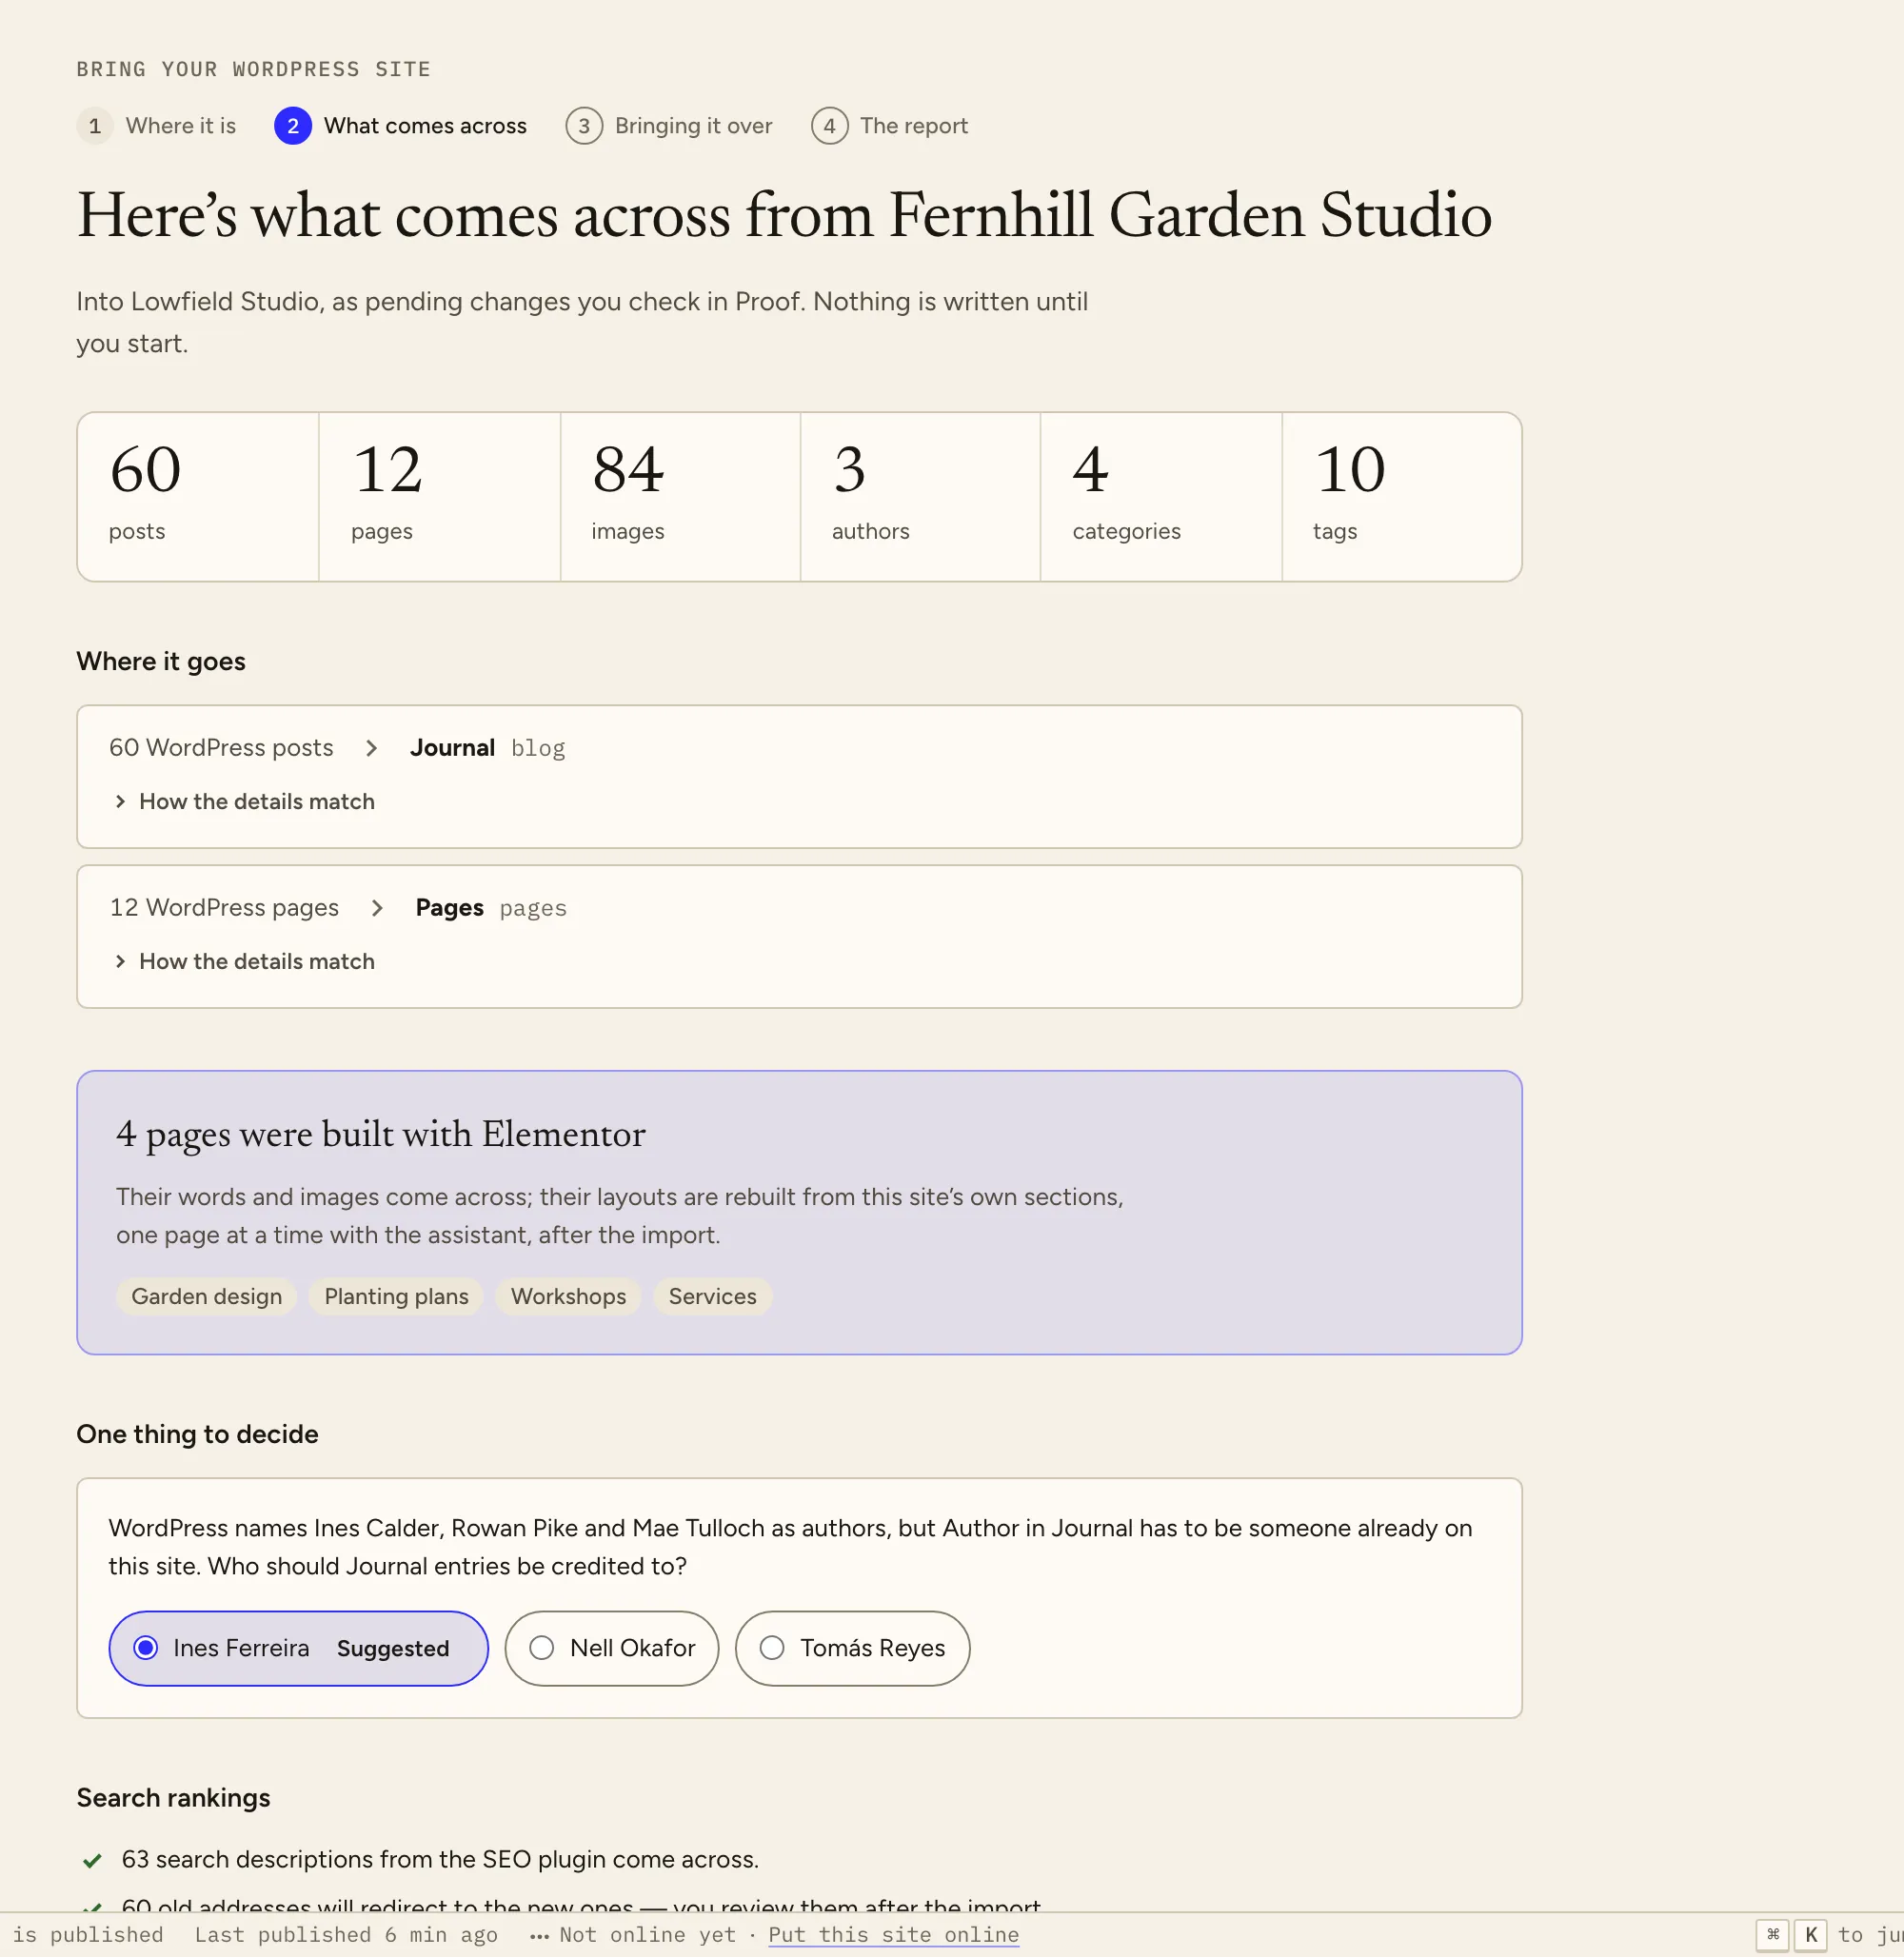 BRING YOUR WORDPRESS SITE
1 Where it is 2 What comes across 3 Bringing it over 4 The report
Here’s what comes across from Fernhill Garden Studio
Into Lowfield Studio, as pending changes you check in Proof. Nothing is written until
you start.
60 12 84 3 4 10
posts pages images authors categories tags
Where it goes
60 WordPress posts > Journal blog
> How the details match
12 WordPress pages > Pages pages
> How the details match
4 pages were built with Elementor
Their words and images come across; their layouts are rebuilt from this site’s own sections,
one page at a time with the assistant, after the import.
Garden design Planting plans Workshops Services
One thing to decide
WordPress names Ines Calder, Rowan Pike and Mae Tulloch as authors, but Author in Journal has to be someone already on
this site. Who should Journal entries be credited to?
Ines Ferreira Suggested Nell Okafor Tomás Reyes
Search rankings
63 search descriptions from the SEO plugin come across.
60 old addresses will redirect to the new ones — you review them after the import
is published Last published 6 min ago ••• Not online yet · Put this site online ⌘ K to